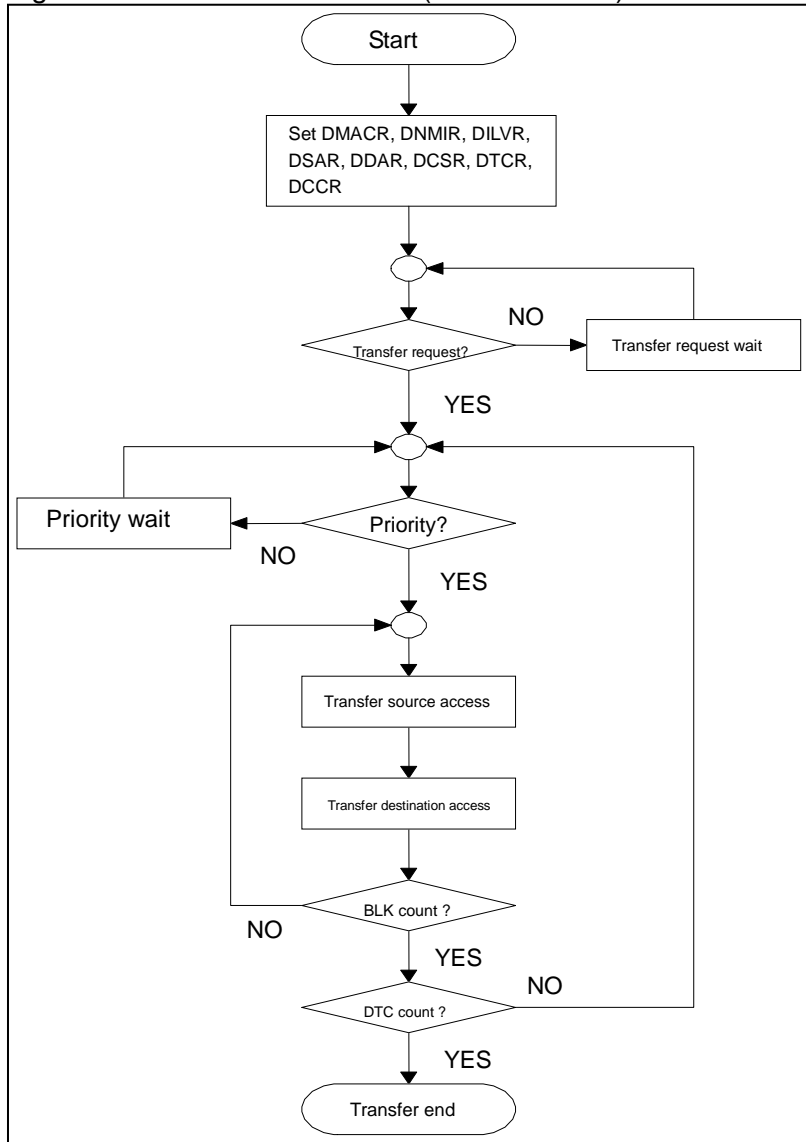 Start
Set DMACR, DNMIR, DILVR,
DSAR, DDAR, DCSR, DTCR,
DCCR
NO
Transfer request?
Transfer request wait
YES
Priority wait
Priority?
NO
YES
Transfer source access
Transfer destination access
BLK count ?
NO
YES
NO
DTC count ?
YES
Transfer end